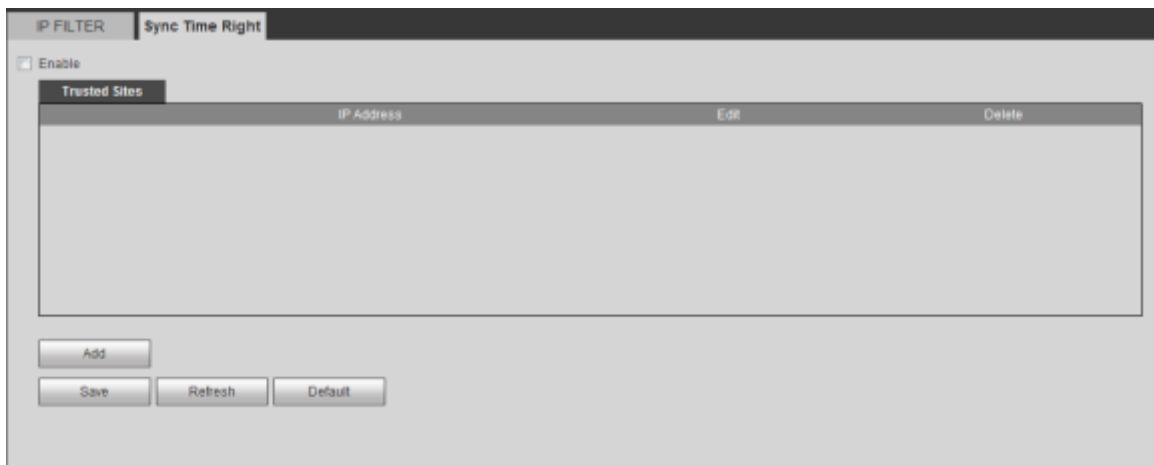 IP FILTER Sync Time Right
Enable
Trusted Sites
IP Address Edit Delete
Add
Save Refresh Default